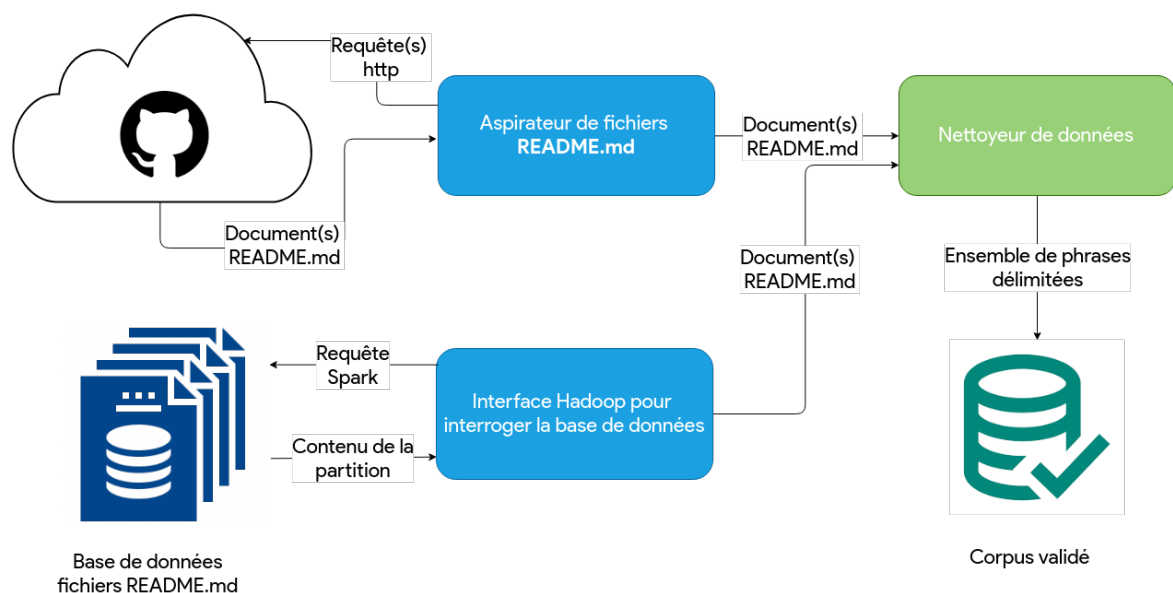 Requête(s)
http
Aspirateur de fichiers
README.md
Document(s)
README.md
Nettoyeur de données
Document(s)
README.md
Document(s)
README.md
Ensemble de phrases
délimitées
Requête
Spark
Interface Hadoop pour
interroger la base de données
Contenu de la
partition
Base de données
fichiers README.md
Corpus validé